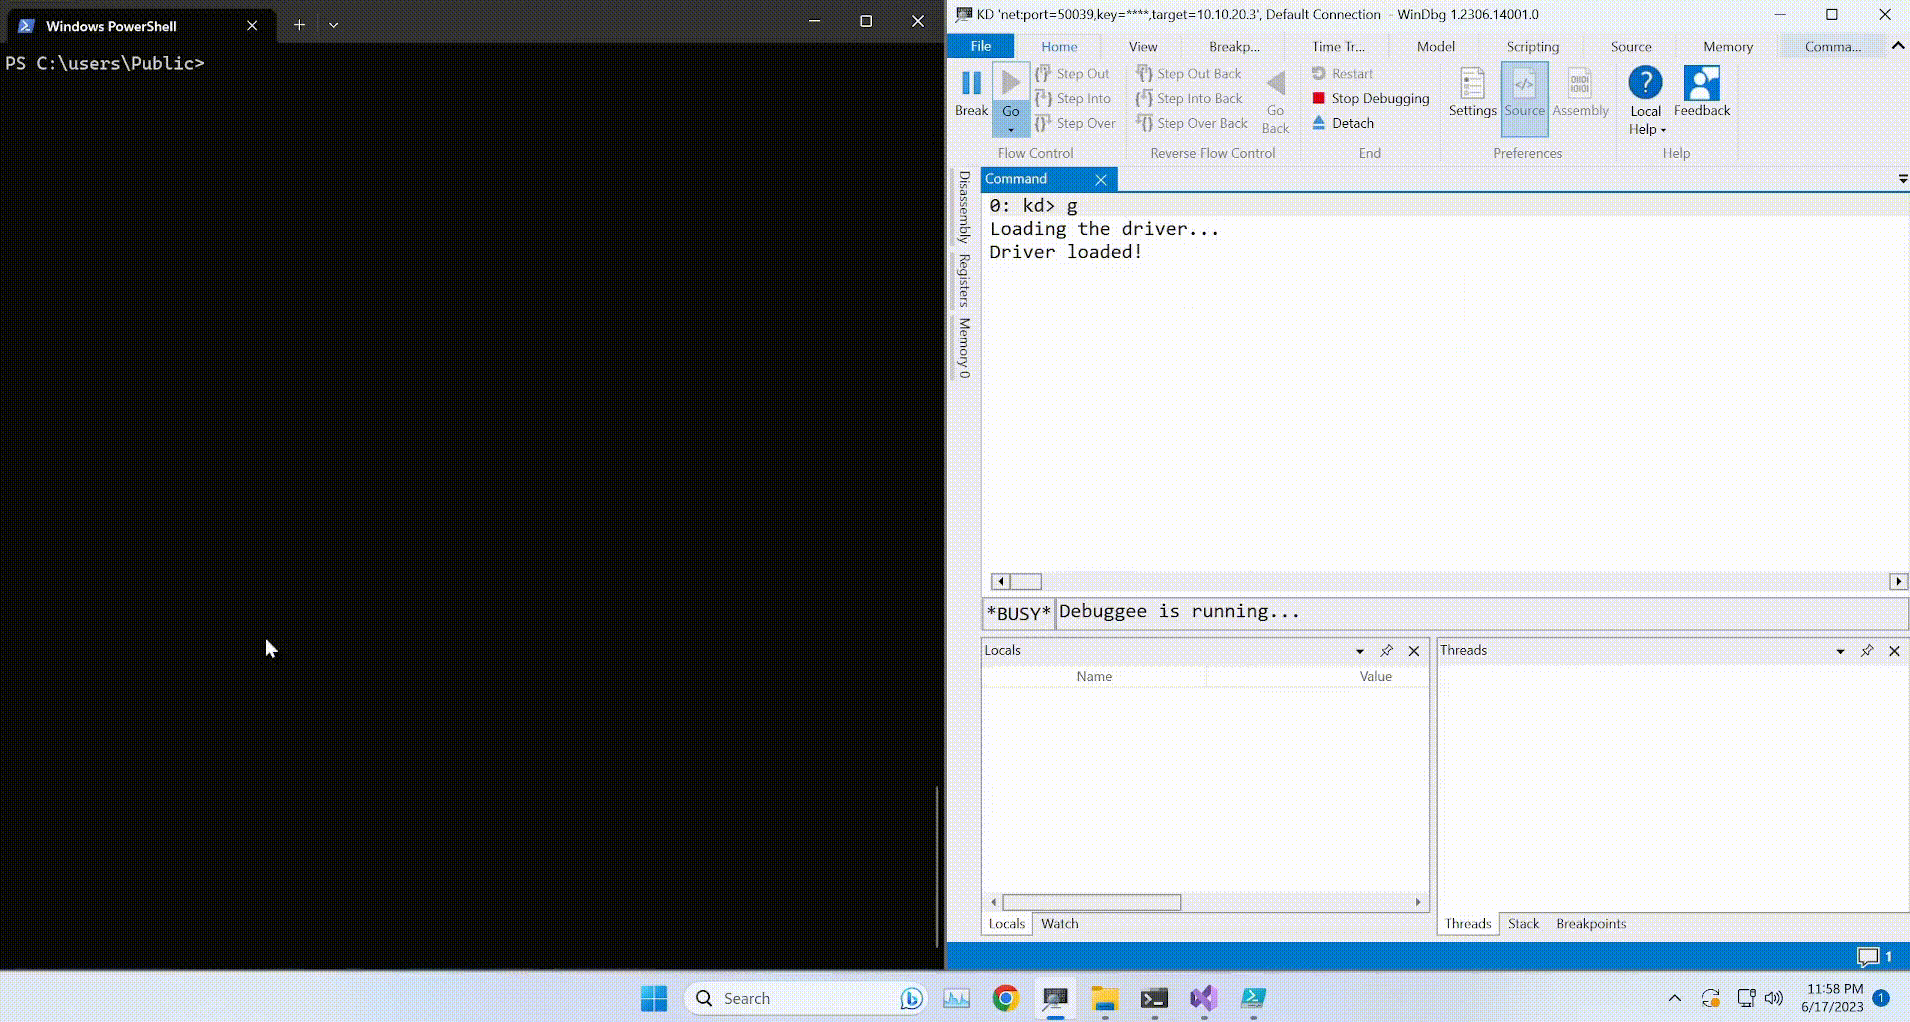 Windows PowerShell
PS C:\users\Public>
KD 'net:port=50039,key=****,target=10.10.20.3', Default Connection - WinDbg 1.2306.14001.0
File Home View Breakp... Time Tr... Model Scripting Source Memory Comma...
Break
Go
Step Out
Step Into
Step Over
Flow Control
Step Out Back
Step Into Back
Step Over Back
Go
Back
Reverse Flow Control
Restart
Stop Debugging
Detach
End
Settings Source Assembly
Preferences
Local
Help
Feedback
Help
Disassembly
Registers
Memory 0
Command
0: kd> g
Loading the driver...
Driver loaded!
*BUSY* Debuggee is running...
Locals
Name Value
Locals Watch
Threads
Threads Stack Breakpoints
1
Search
11:58 PM
6/17/2023
1